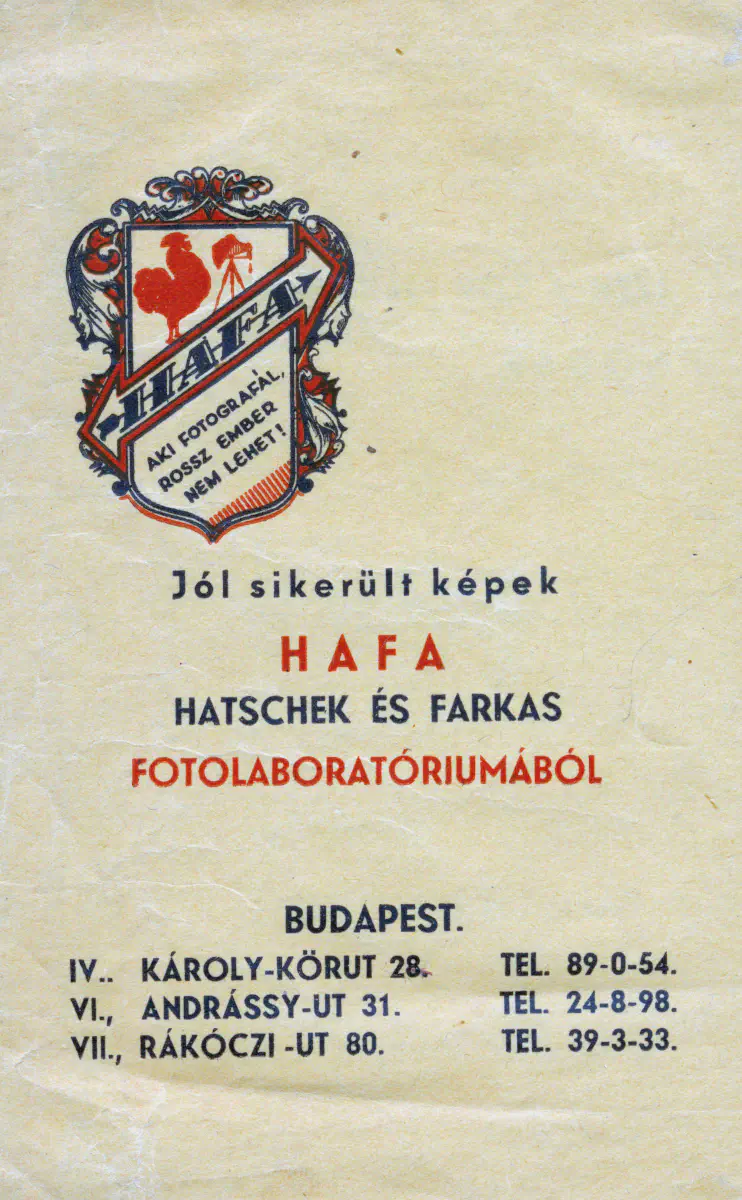 HAFA
AKI FOTOGRAFÁL,
ROSSZ EMBER
NEM LEHET!
Jól sikerült képek
HAFA
HATSCHEK ÉS FARKAS
FOTOLABORATÓRIUMÁBÓL
BUDAPEST.
IV.. KÁROLY-KÖRUT 28. TEL. 89-0-54.
VI., ANDRÁSSY-UT 31. TEL. 24-8-98.
VII., RÁKÓCZI-UT 80. TEL. 39-3-33.